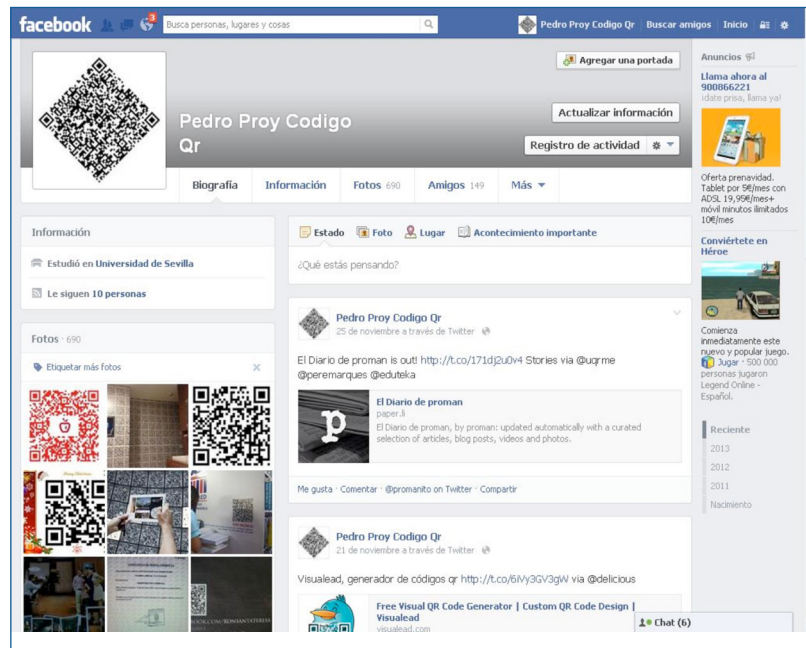 facebook
3
Busca personas, lugares y cosas
Pedro Proy Codigo Qr
Buscar amigos
Inicio
Agregar una portada
Pedro Proy Codigo
Qr
Actualizar información
Registro de actividad
Biografía
Información
Fotos 690
Amigos 149
Más
Información
Estudió en Universidad de Sevilla
Le siguen 10 personas
Fotos · 690
Etiquetar más fotos
Estado
Foto
Lugar
Acontecimiento importante
¿Qué estás pensando?
Pedro Proy Codigo Qr
25 de noviembre a través de Twitter
El Diario de proman is out! http://t.co/171dj2u0v4 Stories via @uqrme
@peremarques @eduteka
p
El Diario de proman
paper.li
El Diario de proman, by proman: updated automatically with a curated
selection of articles, blog posts, videos and photos.
Me gusta · Comentar · @promanito on Twitter · Compartir
Pedro Proy Codigo Qr
21 de noviembre a través de Twitter
Visualead, generador de códigos qr http://t.co/6iVy3GV3gW via @delicious
Free Visual QR Code Generator | Custom QR Code Design |
Visualead
visualead.com
Anuncios
Llama ahora al
900866221
¡date prisa, llama ya!
Oferta prenavidad.
Tablet por 5€/mes con
ADSL 19,95€/mes+
móvil minutos ilimitados
10€/mes
Conviértete en
Héroe
Comienza
inmediatamente este
nuevo y popular juego.
Jugar · 500 000
personas jugaron
Legend Online -
Español.
Reciente
2013
2012
2011
Nacimiento
Chat (6)